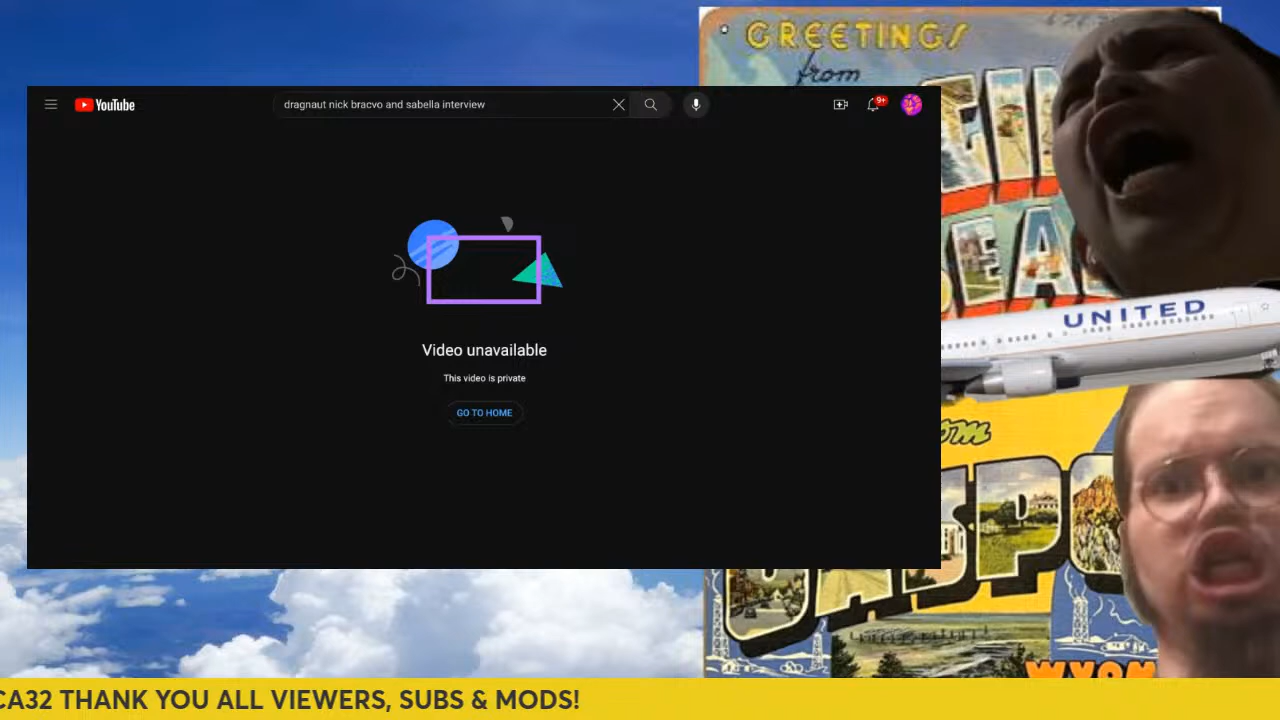 GREETINGS
from
YouTube
dragnaut nick bracvo and sabella interview
9+
Video unavailable
This video is private
GO TO HOME
UNITED
CA32 THANK YOU ALL VIEWERS, SUBS & MODS!